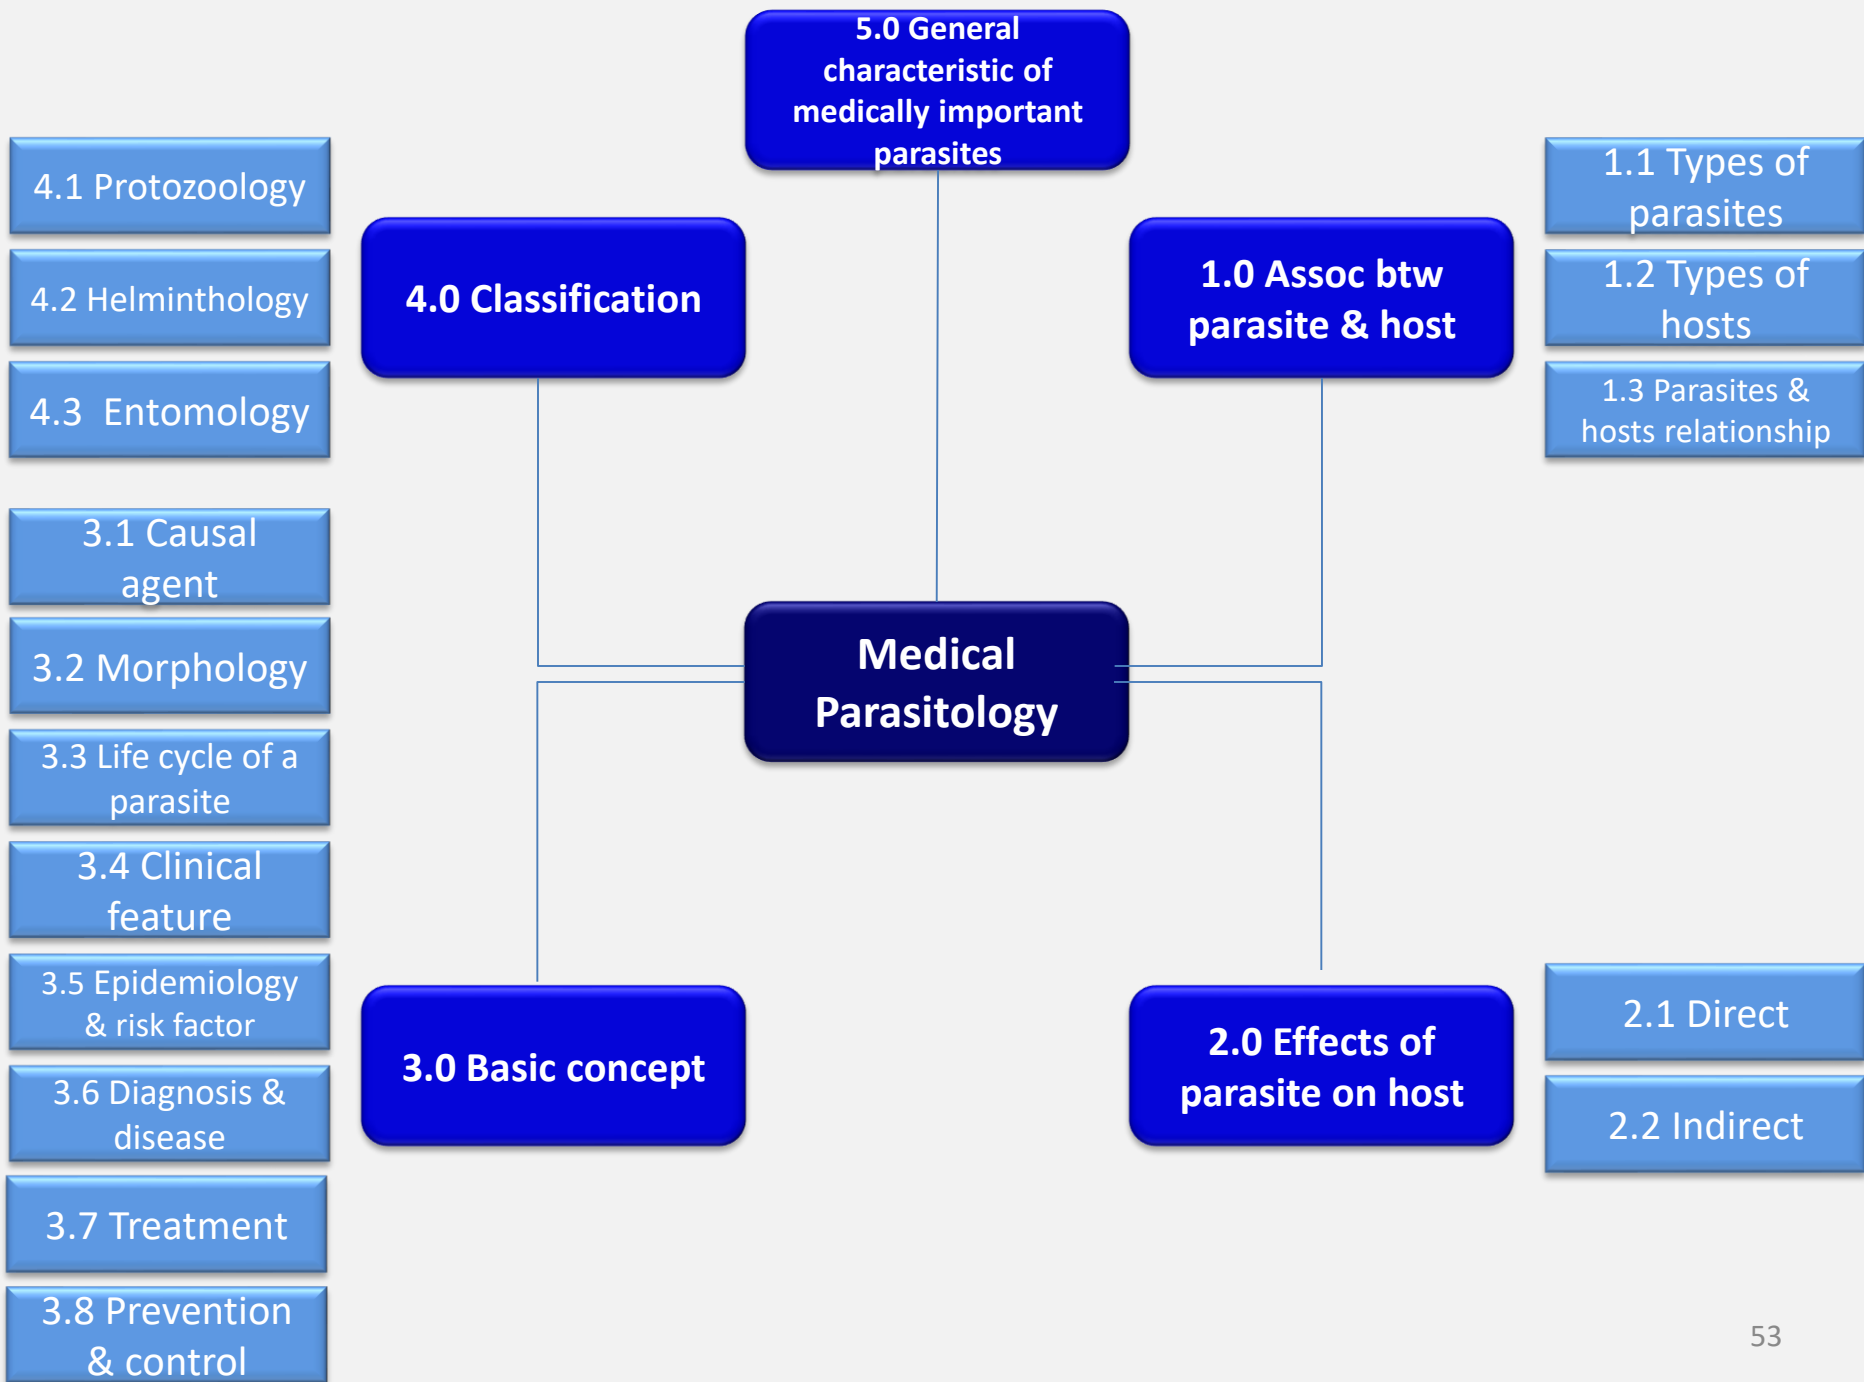 5.0 General
characteristic of
medically important
parasites
4.1 Protozoology
4.2 Helminthology
4.3 Entomology
4.0 Classification
1.0 Assoc btw
parasite & host
1.1 Types of
parasites
1.2 Types of
hosts
1.3 Parasites &
hosts relationship
Medical
Parasitology
3.1 Causal
agent
3.2 Morphology
3.3 Life cycle of a
parasite
3.4 Clinical
feature
3.5 Epidemiology
& risk factor
3.6 Diagnosis &
disease
3.7 Treatment
3.8 Prevention
& control
3.0 Basic concept
2.0 Effects of
parasite on host
2.1 Direct
2.2 Indirect
53